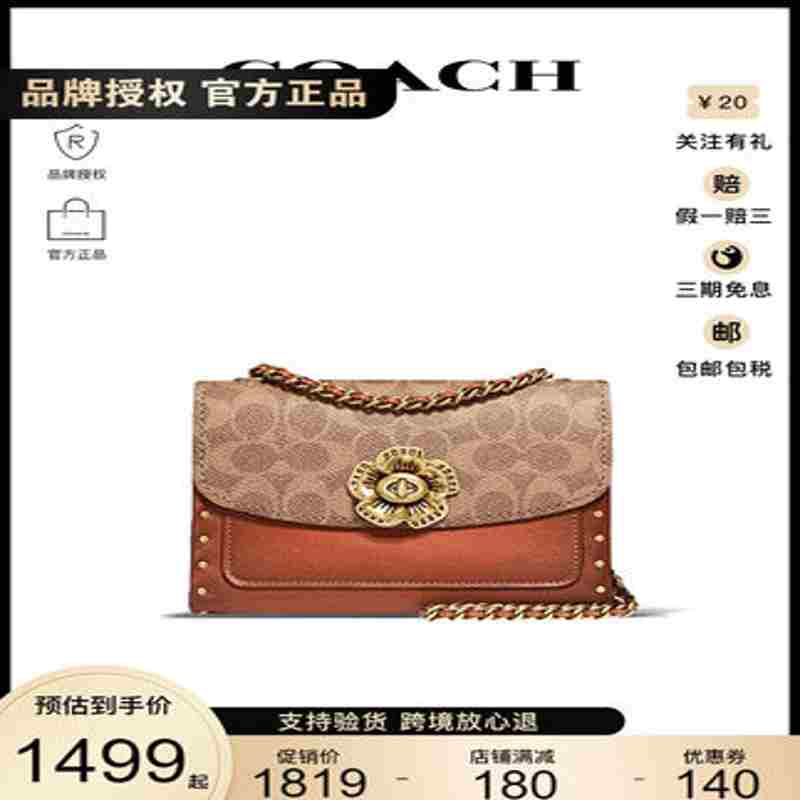 COACH
品牌授权 官方正品
R
品牌授权
官方正品
¥20
关注有礼
赔
假一赔三
三期免息
邮
包邮包税
支持验货 跨境放心退
预估到手价
1499起
促销价
店铺满减
优惠券
1819 - 180 - 140